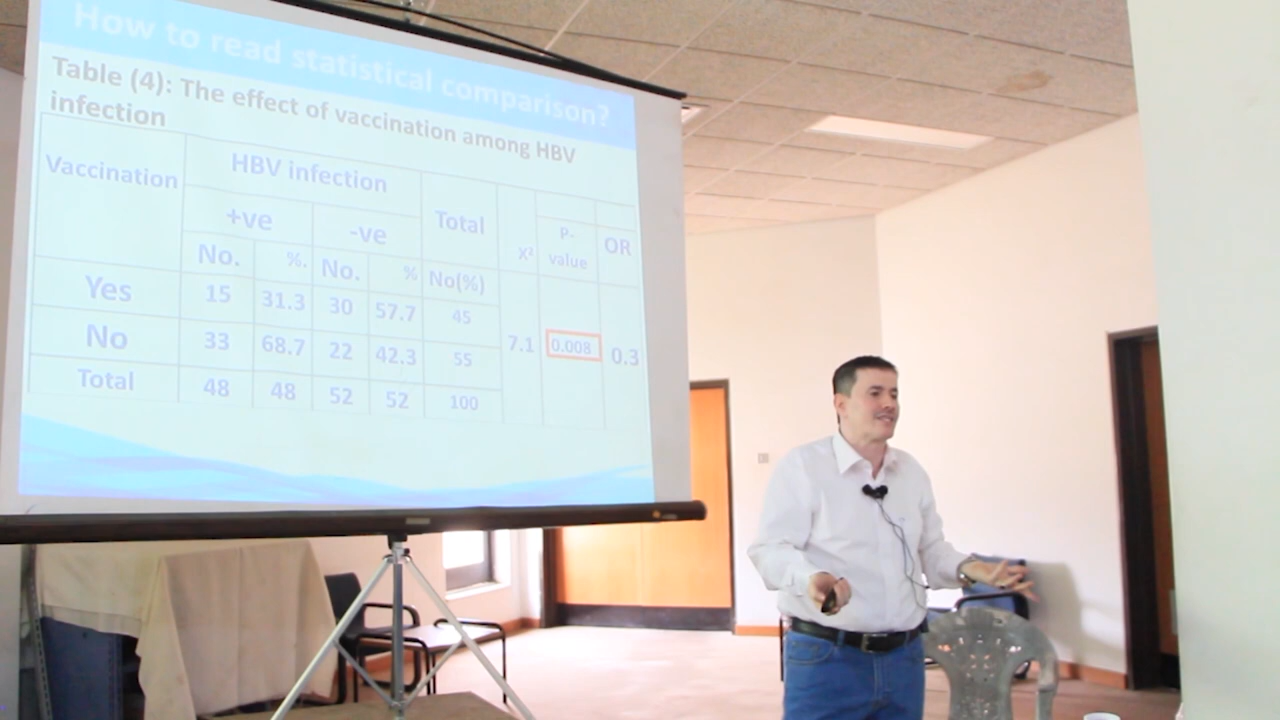 How to read statistical comparison?
Table (4): The effect of vaccination among HBV
infection
Vaccination HBV infection Total X² P-value OR
+ve -ve
No. %. No. % No(%)
Yes 15 31.3 30 57.7 45
No 33 68.7 22 42.3 55 7.1 0.008 0.3
Total 48 48 52 52 100